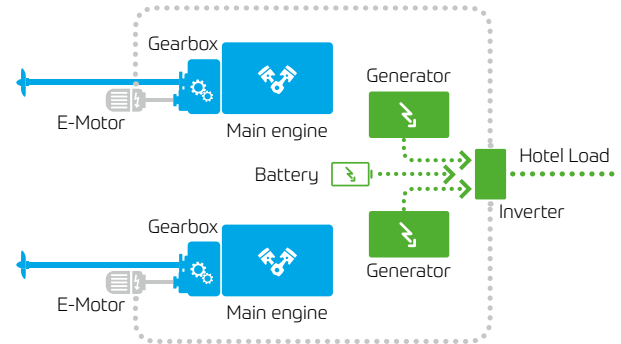 Gearbox
Generator
E-Motor
Main engine
Hotel Load
Battery
Inverter
Gearbox
Generator
E-Motor
Main engine